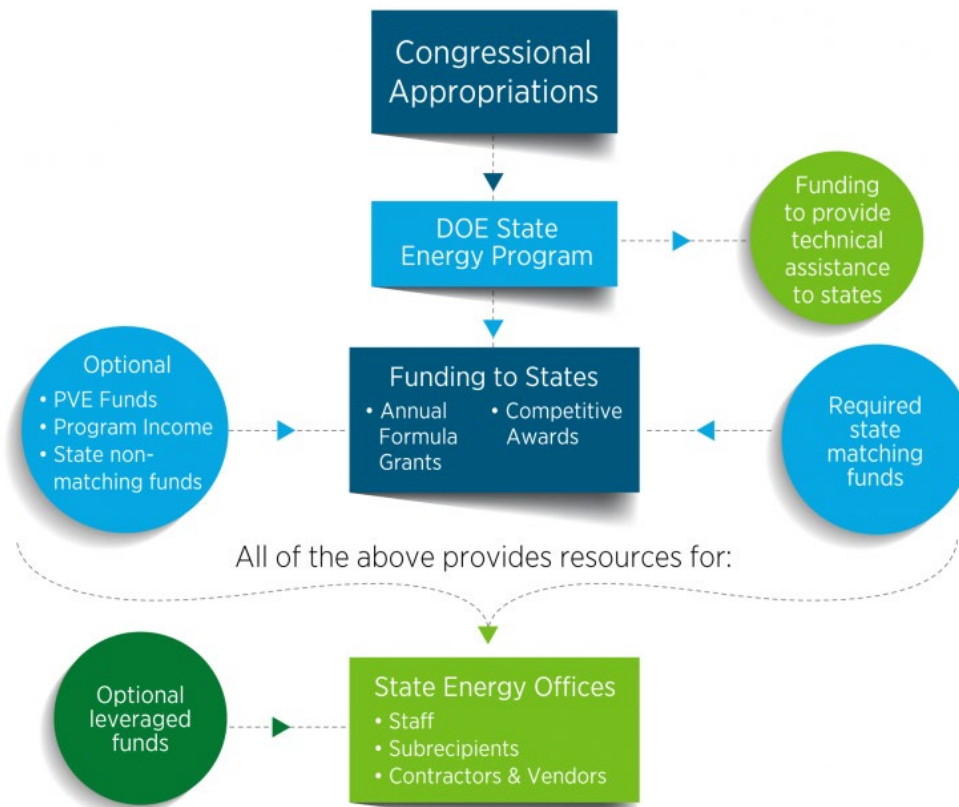 Congressional
Appropriations
DOE State
Energy Program
Funding
to provide
technical
assistance
to states
Optional
• PVE Funds
• Program Income
• State non-
matching funds
Funding to States
• Annual
Formula
Grants
• Competitive
Awards
Required
state
matching
funds
All of the above provides resources for:
Optional
leveraged
funds
State Energy Offices
• Staff
• Subrecipients
• Contractors & Vendors